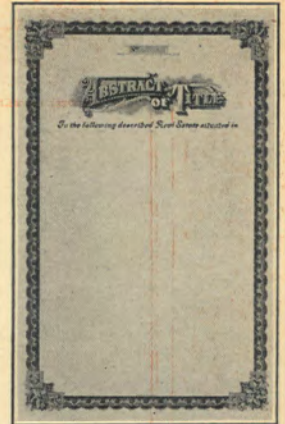 ABSTRACT
OF TITLE
To the following described Real Estate situated in